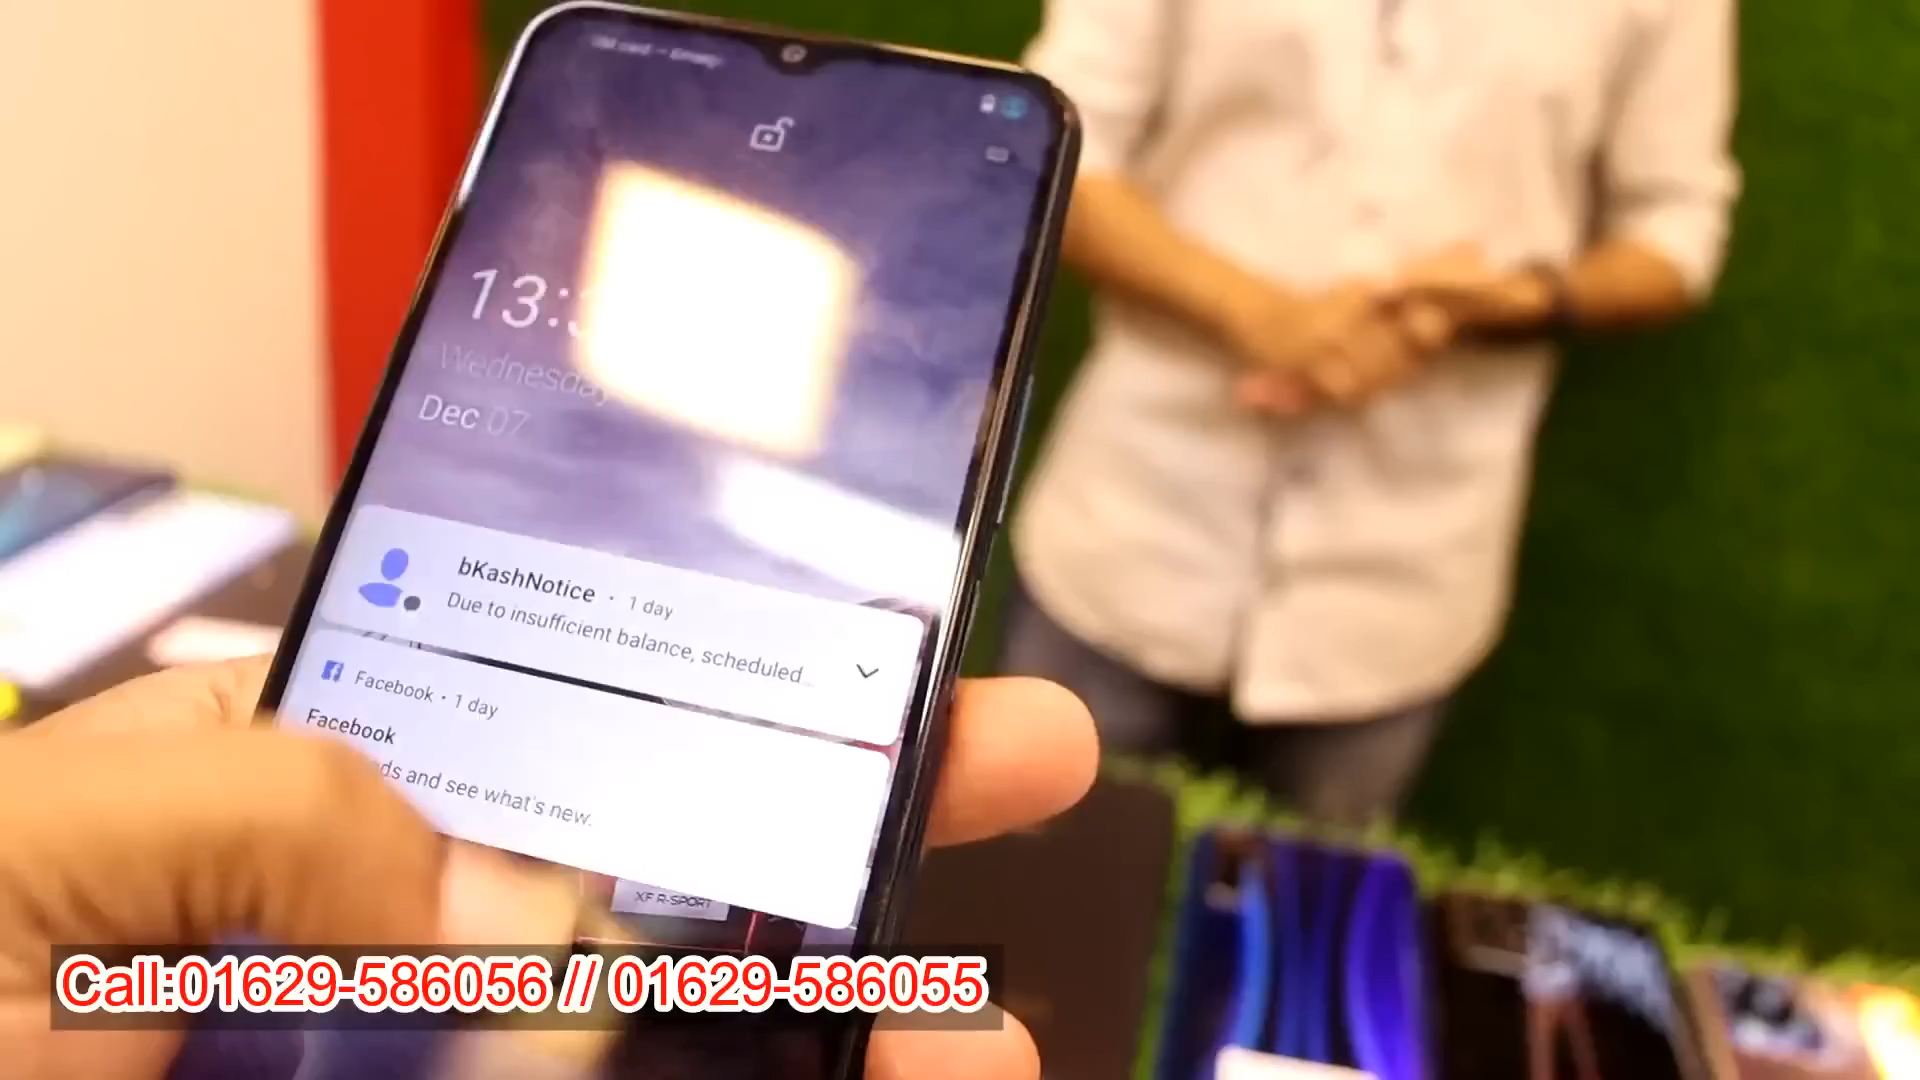 13:
Wednesday
Dec 07
bKashNotice · 1 day
Due to insufficient balance, scheduled...
Facebook · 1 day
Facebook
ds and see what's new.
XF R-SPORT
Call:01629-586056 // 01629-586055